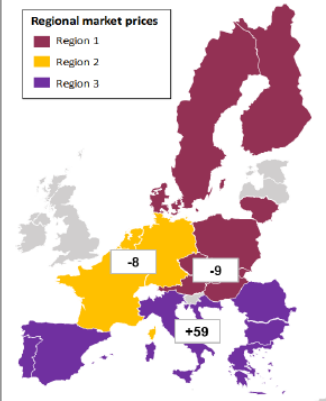 Regional market prices
Region 1
Region 2
Region 3
-8
-9
+59